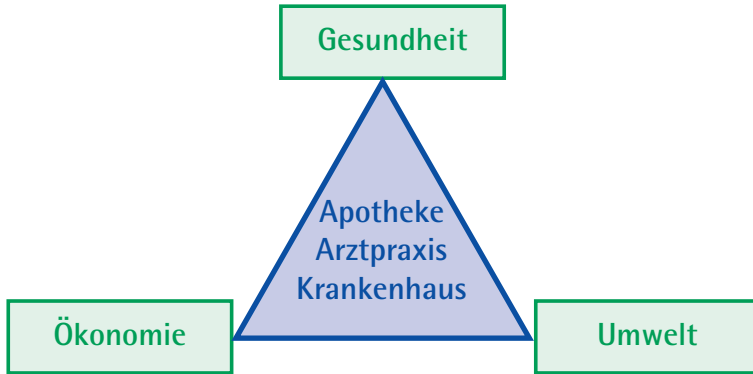 Gesundheit
Apotheke
Arztpraxis
Krankenhaus
Ökonomie
Umwelt